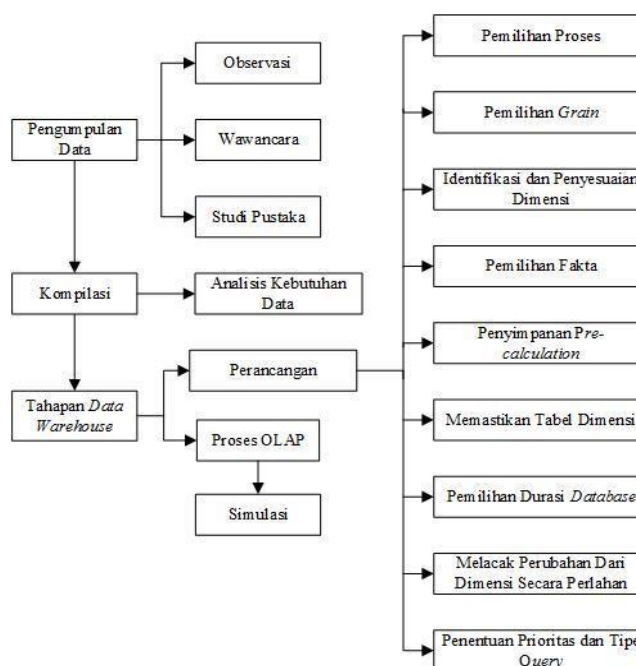 Pengumpulan
Data
Observasi
Wawancara
Studi Pustaka
Kompilasi
Analisis Kebutuhan
Data
Tahapan Data
Warehouse
Perancangan
Proses OLAP
Simulasi
Pemilihan Proses
Pemilihan Grain
Identifikasi dan Penyesuaian
Dimensi
Pemilihan Fakta
Penyimpanan Pre-
calculation
Memastikan Tabel Dimensi
Pemilihan Durasi Database
Melacak Perubahan Dari
Dimensi Secara Perlahan
Penentuan Prioritas dan Tipe
Query